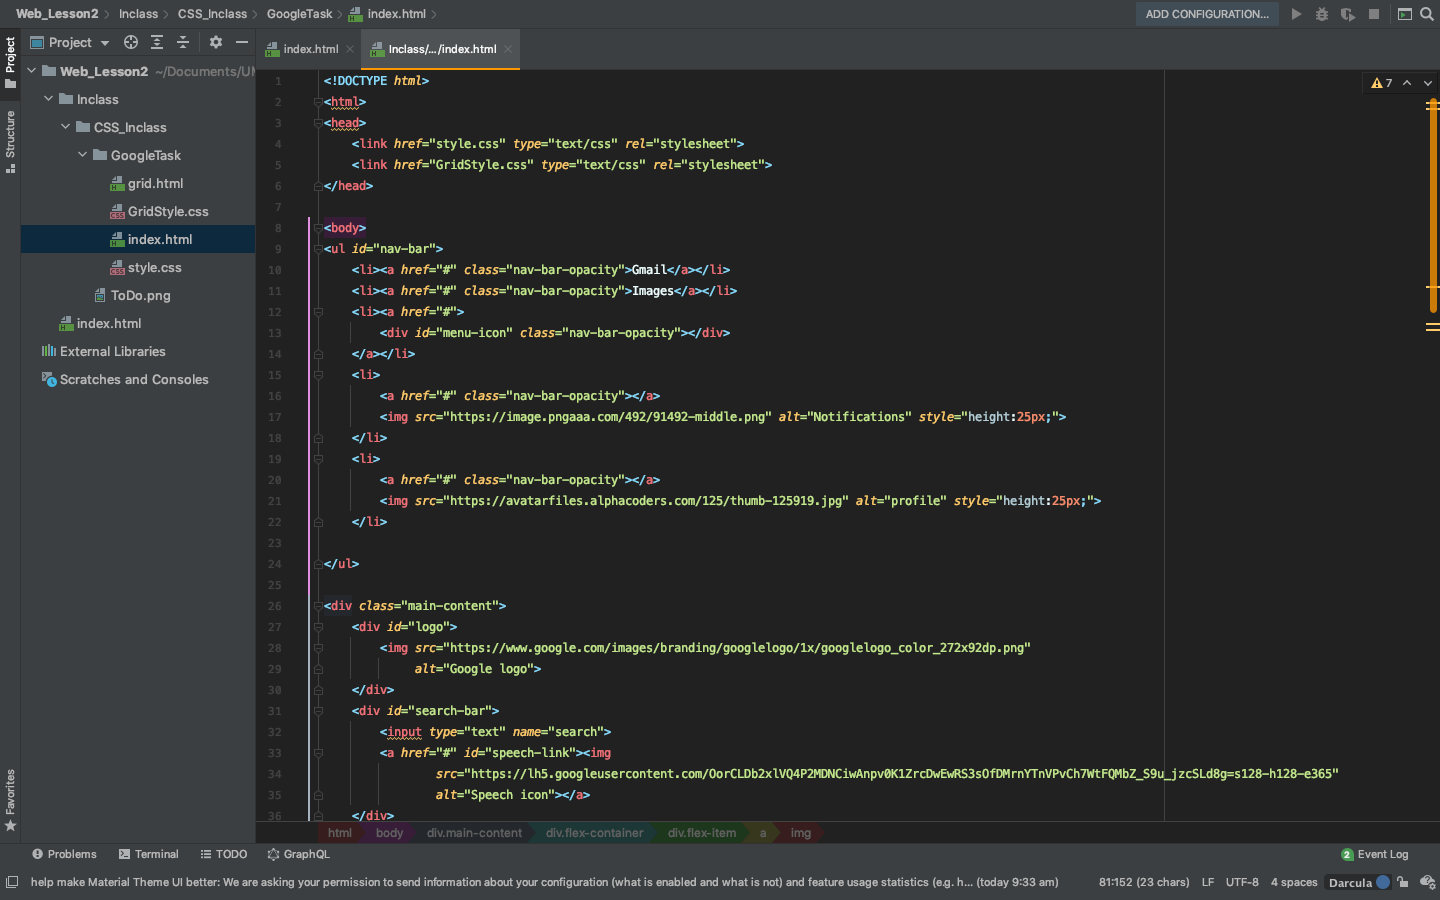 Web_Lesson2 Inclass CSS_Inclass GoogleTask index.html ADD CONFIGURATION...
Project
index.html
Inclass/.../index.html
Project
Structure
Favorites
Web_Lesson2 ~/Documents/UI
Inclass
CSS_Inclass
GoogleTask
grid.html
GridStyle.css
index.html
style.css
ToDo.png
index.html
External Libraries
Scratches and Consoles
7
1 <!DOCTYPE html>
2 <html>
3 <head>
4 <link href="style.css" type="text/css" rel="stylesheet">
5 <link href="GridStyle.css" type="text/css" rel="stylesheet">
6 </head>
7
8 <body>
9 <ul id="nav-bar">
10 <li><a href="#" class="nav-bar-opacity">Gmail</a></li>
11 <li><a href="#" class="nav-bar-opacity">Images</a></li>
12 <li><a href="#">
13 <div id="menu-icon" class="nav-bar-opacity"></div>
14 </a></li>
15 <li>
16 <a href="#" class="nav-bar-opacity"></a>
17 <img src="https://image.pngaaa.com/492/91492-middle.png" alt="Notifications" style="height:25px;">
18 </li>
19 <li>
20 <a href="#" class="nav-bar-opacity"></a>
21 <img src="https://avatarfiles.alphacoders.com/125/thumb-125919.jpg" alt="profile" style="height:25px;">
22 </li>
23
24 </ul>
25
26 <div class="main-content">
27 <div id="logo">
28 <img src="https://www.google.com/images/branding/googlelogo/1x/googlelogo_color_272x92dp.png"
29 alt="Google logo">
30 </div>
31 <div id="search-bar">
32 <input type="text" name="search">
33 <a href="#" id="speech-link"><img
34 src="https://lh5.googleusercontent.com/OorCLDb2xlVQ4P2MDNCiwAnpv0K1ZrcDwEwRS3sOfDMrnYTnVPvCh7WtFQMbZ_S9u_jzcSLd8g=s128-h128-e365"
35 alt="Speech icon"></a>
36 </div>
html body div.main-content div.flex-container div.flex-item a img
Problems Terminal TODO GraphQL 2 Event Log
help make Material Theme UI better: We are asking your permission to send information about your configuration (what is enabled and what is not) and feature usage statistics (e.g. h... (today 9:33 am) 81:152 (23 chars) LF UTF-8 4 spaces Darcula